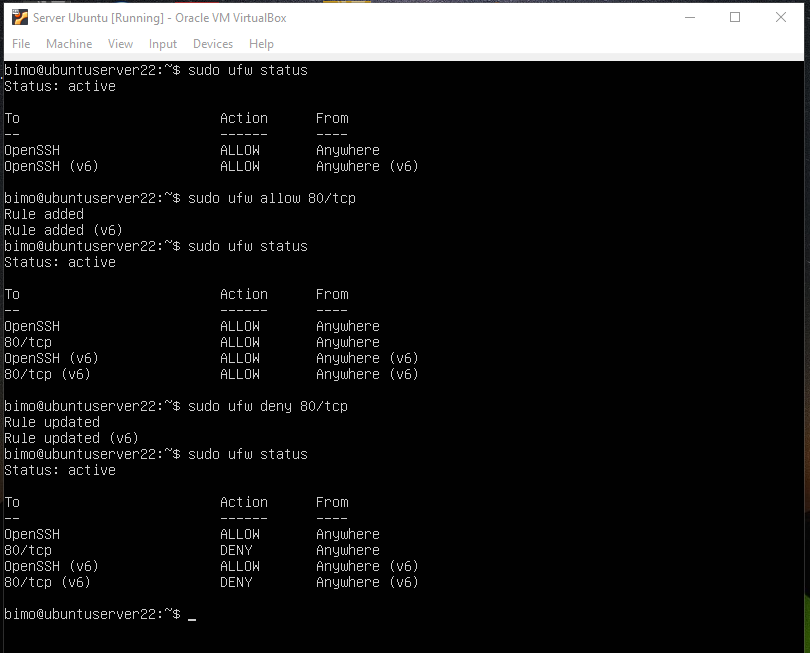 Server Ubuntu [Running] - Oracle VM VirtualBox
File Machine View Input Devices Help
bimo@ubuntuserver22:~$ sudo ufw status
Status: active
To Action From
-- ------ ----
OpenSSH ALLOW Anywhere
OpenSSH (v6) ALLOW Anywhere (v6)
bimo@ubuntuserver22:~$ sudo ufw allow 80/tcp
Rule added
Rule added (v6)
bimo@ubuntuserver22:~$ sudo ufw status
Status: active
To Action From
-- ------ ----
OpenSSH ALLOW Anywhere
80/tcp ALLOW Anywhere
OpenSSH (v6) ALLOW Anywhere (v6)
80/tcp (v6) ALLOW Anywhere (v6)
bimo@ubuntuserver22:~$ sudo ufw deny 80/tcp
Rule updated
Rule updated (v6)
bimo@ubuntuserver22:~$ sudo ufw status
Status: active
To Action From
-- ------ ----
OpenSSH ALLOW Anywhere
80/tcp DENY Anywhere
OpenSSH (v6) ALLOW Anywhere (v6)
80/tcp (v6) DENY Anywhere (v6)
bimo@ubuntuserver22:~$ _